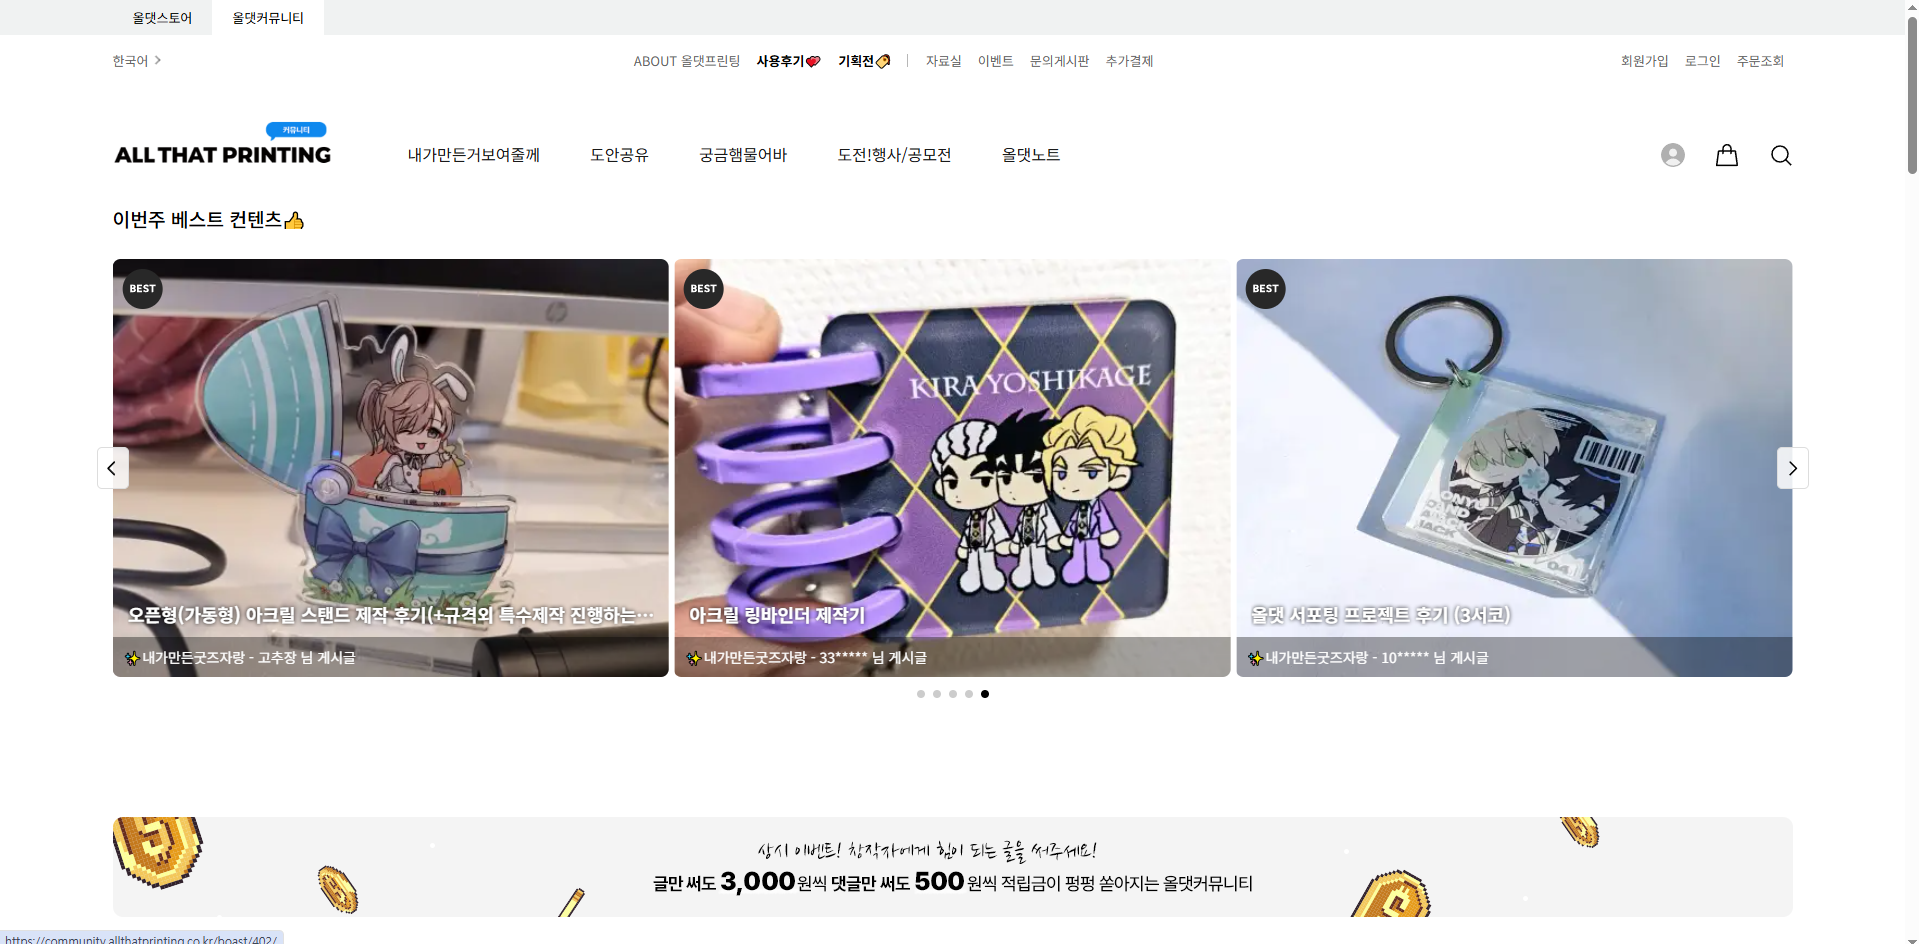 올댓스토어 올댓커뮤니티
한국어 ABOUT 올댓프린팅 사용후기 기획전 자료실 이벤트 문의게시판 추가결제 회원가입 로그인 주문조회
커뮤니티
ALL THAT PRINTING 내가만든거보여줄께 도안공유 궁금햄물어바 도전!행사/공모전 올댓노트
이번주 베스트 컨텐츠👍
BEST
hp
오픈형(가동형) 아크릴 스탠드 제작 후기(+규격외 특수제작 진행하는…
✨내가만든굿즈자랑 - 고추장 님 게시글
BEST
KIRA YOSHIKAGE
아크릴 링바인더 제작기
✨내가만든굿즈자랑 - 33***** 님 게시글
BEST
JACK
올댓 서포팅 프로젝트 후기 (3서코)
✨내가만든굿즈자랑 - 10***** 님 게시글
상시 이벤트! 창작자에게 힘이 되는 글을 써주세요!
글만 써도 3,000원씩 댓글만 써도 500원씩 적립금이 펑펑 쏟아지는 올댓커뮤니티
https://community.allthatprinting.co.kr/boast/402/